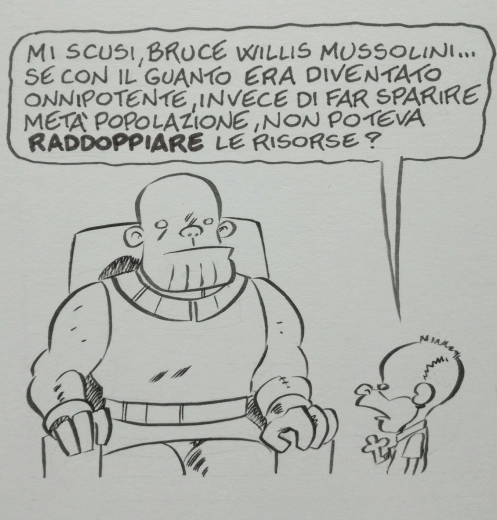 MI SCUSI, BRUCE WILLIS MUSSOLINI...
SE CON IL GUANTO ERA DIVENTATO
ONNIPOTENTE, INVECE DI FAR SPARIRE
METÀ POPOLAZIONE, NON POTEVA
RADDOPPIARE LE RISORSE?